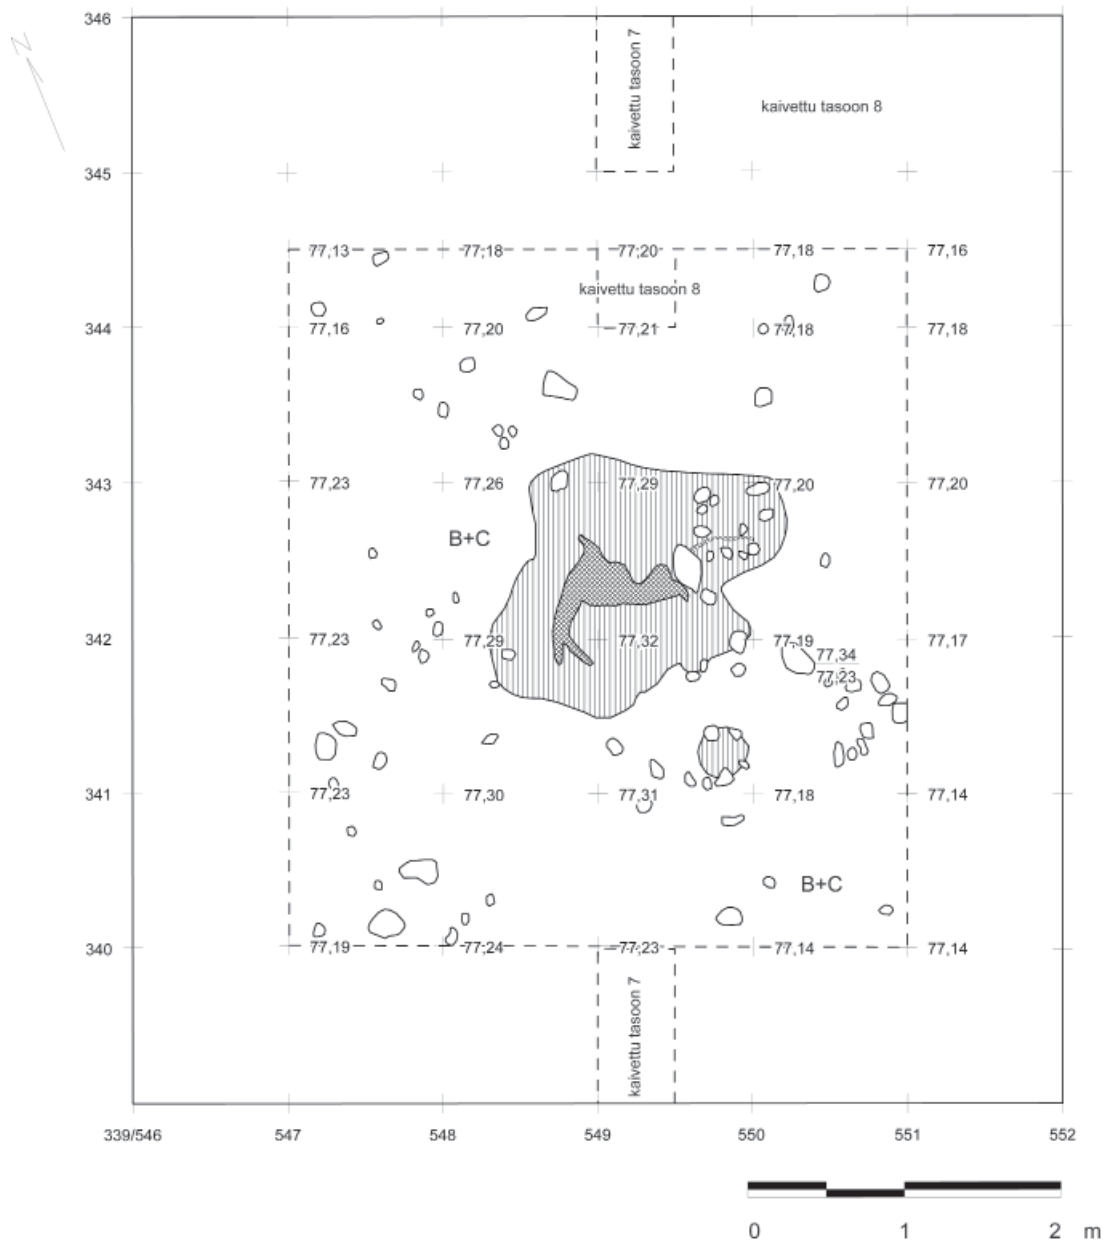 346
kaivettu tasoon 7
kaivettu tasoon 8
N
345
77,13 77,18 77,20 77,18 77,16
kaivettu tasoon 8
344 77,16 77,20 77,21 77,18 77,18
343 77,23 77,26 77,29 77,20 77,20
B+C
342 77,23 77,29 77,32 77,19 77,17
77,34
77,23
341 77,23 77,30 77,31 77,18 77,14
B+C
340 77,19 77,24 77,23 77,14 77,14
kaivettu tasoon 7
339/546 547 548 549 550 551 552
0 1 2 m